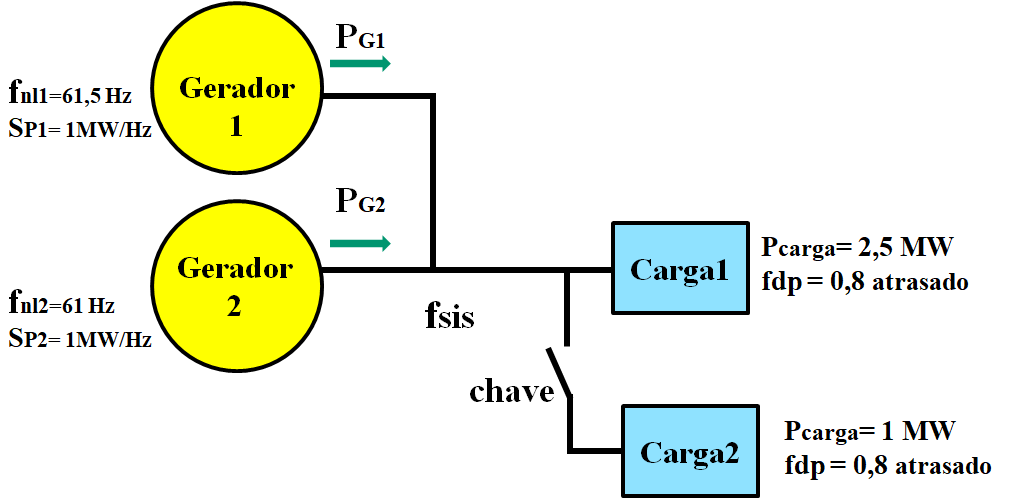 PG1
Gerador
1
fnl1=61,5 Hz
SP1= 1MW/Hz
PG2
Gerador
2
fnl2=61 Hz
SP2= 1MW/Hz
fsis
Carga1
Pcarga= 2,5 MW
fdp = 0,8 atrasado
chave
Carga2
Pcarga= 1 MW
fdp = 0,8 atrasado